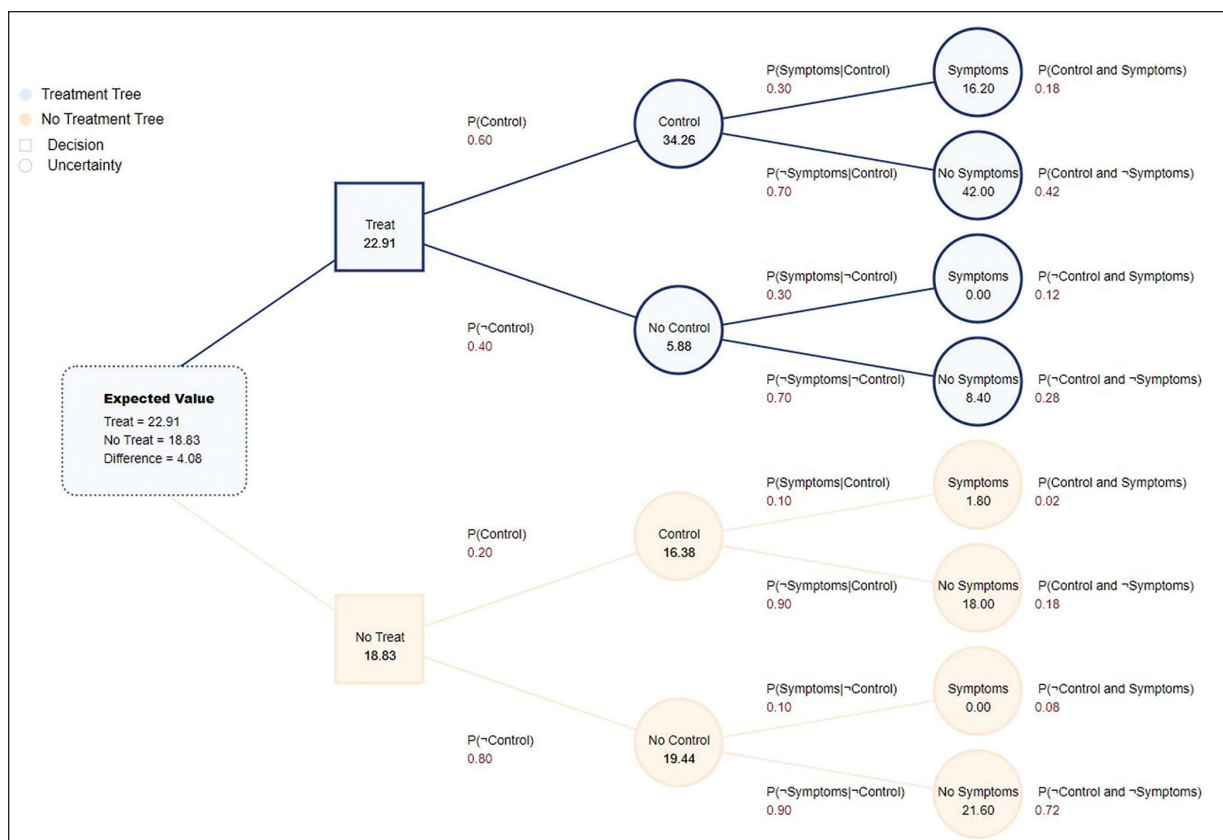 Treatment Tree
No Treatment Tree
Decision
Uncertainty
P(Control)
0.60
P(¬Control)
0.40
Treat
22.91
Control
34.26
No Control
5.88
P(Symptoms|Control)
0.30
P(¬Symptoms|Control)
0.70
P(Symptoms|¬Control)
0.30
P(¬Symptoms|¬Control)
0.70
Symptoms
16.20
P(Control and Symptoms)
0.18
No Symptoms
42.00
P(Control and ¬Symptoms)
0.42
Symptoms
0.00
P(¬Control and Symptoms)
0.12
No Symptoms
8.40
P(¬Control and ¬Symptoms)
0.28
Expected Value
Treat = 22.91
No Treat = 18.83
Difference = 4.08
No Treat
18.83
P(Control)
0.20
P(¬Control)
0.80
Control
16.38
No Control
19.44
P(Symptoms|Control)
0.10
P(¬Symptoms|Control)
0.90
P(Symptoms|¬Control)
0.10
P(¬Symptoms|¬Control)
0.90
Symptoms
1.80
P(Control and Symptoms)
0.02
No Symptoms
18.00
P(Control and ¬Symptoms)
0.18
Symptoms
0.00
P(¬Control and Symptoms)
0.08
No Symptoms
21.60
P(¬Control and ¬Symptoms)
0.72